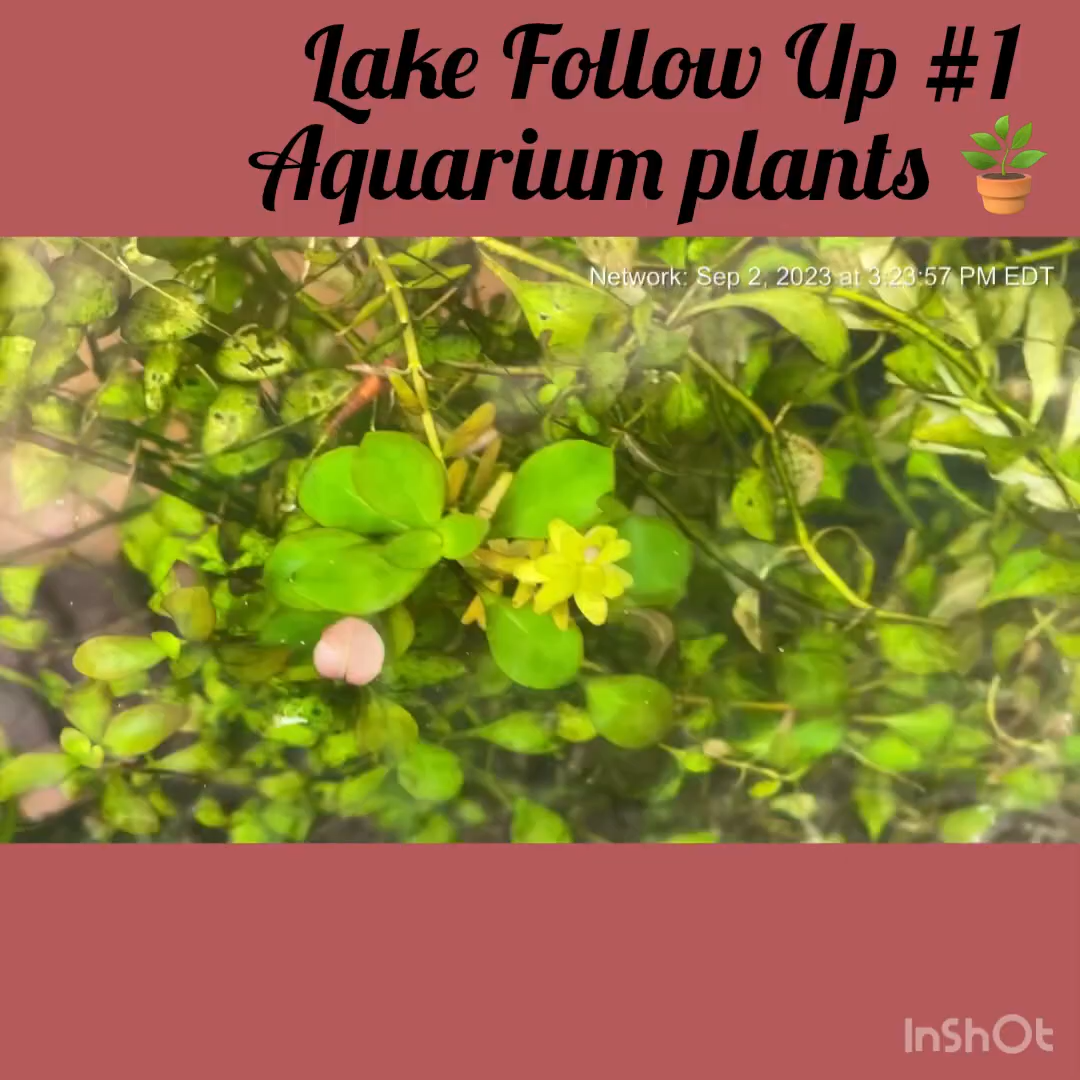 Lake Follow Up #1
Aquarium plants 🪴
Network: Sep 2, 2023 at 3:23:57 PM EDT
InShOt